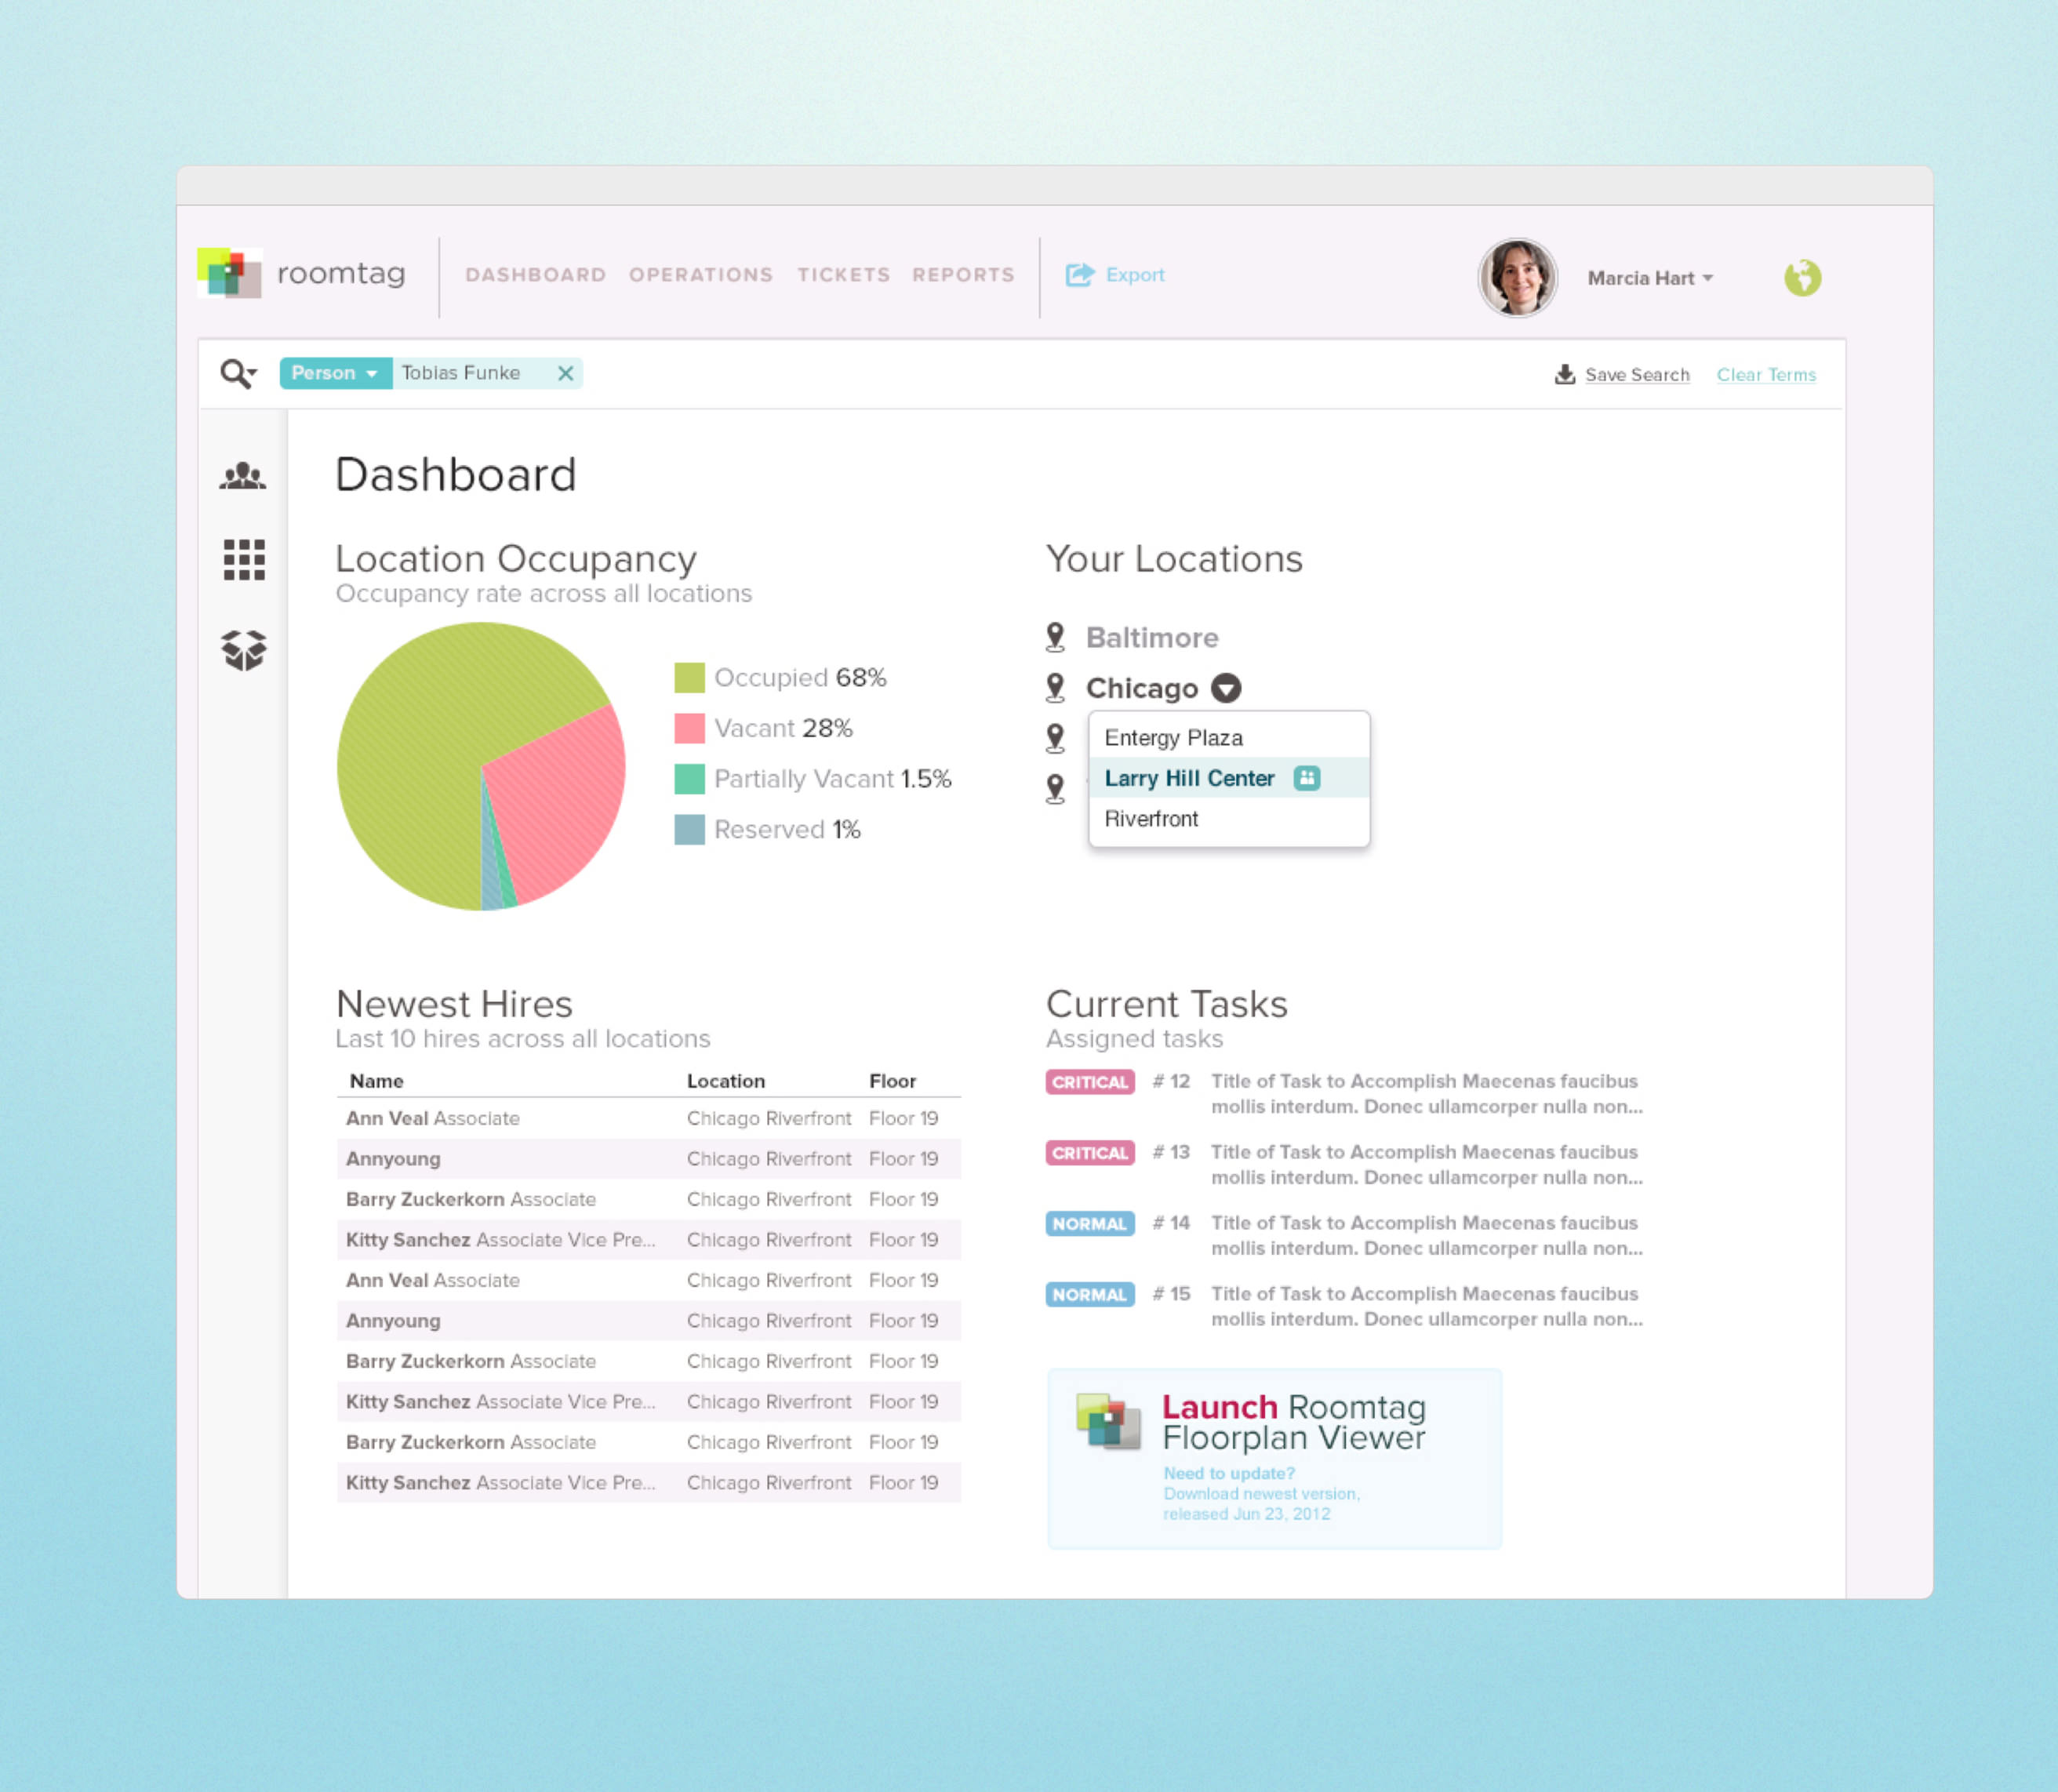 roomtag
DASHBOARD OPERATIONS TICKETS REPORTS
Export
Marcia Hart
Person Tobias Funke
Save Search Clear Terms
Dashboard
Location Occupancy
Occupancy rate across all locations
Occupied 68%
Vacant 28%
Partially Vacant 1.5%
Reserved 1%
Your Locations
Baltimore
Chicago
Entergy Plaza
Larry Hill Center
Riverfront
Newest Hires
Last 10 hires across all locations
Name Location Floor
Ann Veal Associate Chicago Riverfront Floor 19
Annyoung Chicago Riverfront Floor 19
Barry Zuckerkorn Associate Chicago Riverfront Floor 19
Kitty Sanchez Associate Vice Pre... Chicago Riverfront Floor 19
Ann Veal Associate Chicago Riverfront Floor 19
Annyoung Chicago Riverfront Floor 19
Barry Zuckerkorn Associate Chicago Riverfront Floor 19
Kitty Sanchez Associate Vice Pre... Chicago Riverfront Floor 19
Barry Zuckerkorn Associate Chicago Riverfront Floor 19
Kitty Sanchez Associate Vice Pre... Chicago Riverfront Floor 19
Current Tasks
Assigned tasks
CRITICAL # 12 Title of Task to Accomplish Maecenas faucibus
mollis interdum. Donec ullamcorper nulla non...
CRITICAL # 13 Title of Task to Accomplish Maecenas faucibus
mollis interdum. Donec ullamcorper nulla non...
NORMAL # 14 Title of Task to Accomplish Maecenas faucibus
mollis interdum. Donec ullamcorper nulla non...
NORMAL # 15 Title of Task to Accomplish Maecenas faucibus
mollis interdum. Donec ullamcorper nulla non...
Launch Roomtag
Floorplan Viewer
Need to update?
Download newest version,
released Jun 23, 2012